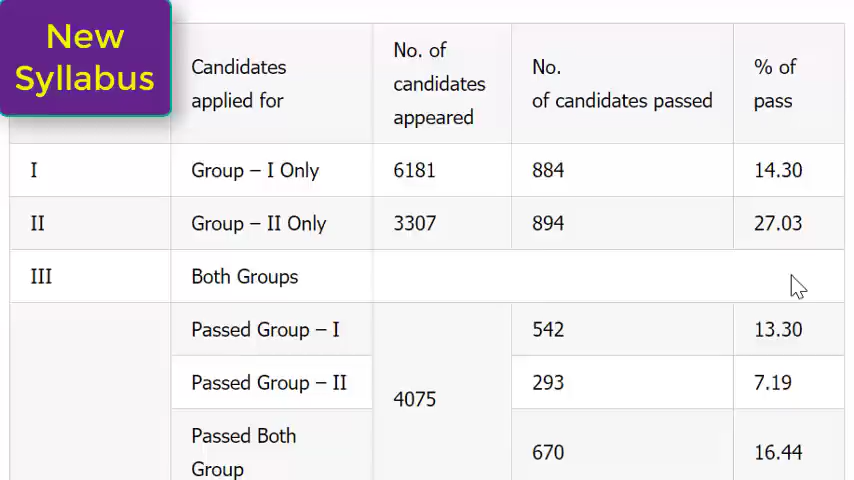 New
Syllabus
Candidates
applied for
No. of
candidates
appeared
No.
of candidates passed
% of
pass
I
Group – I Only
6181
884
14.30
II
Group – II Only
3307
894
27.03
III
Both Groups
Passed Group – I
542
13.30
Passed Group – II
293
7.19
4075
Passed Both
Group
670
16.44